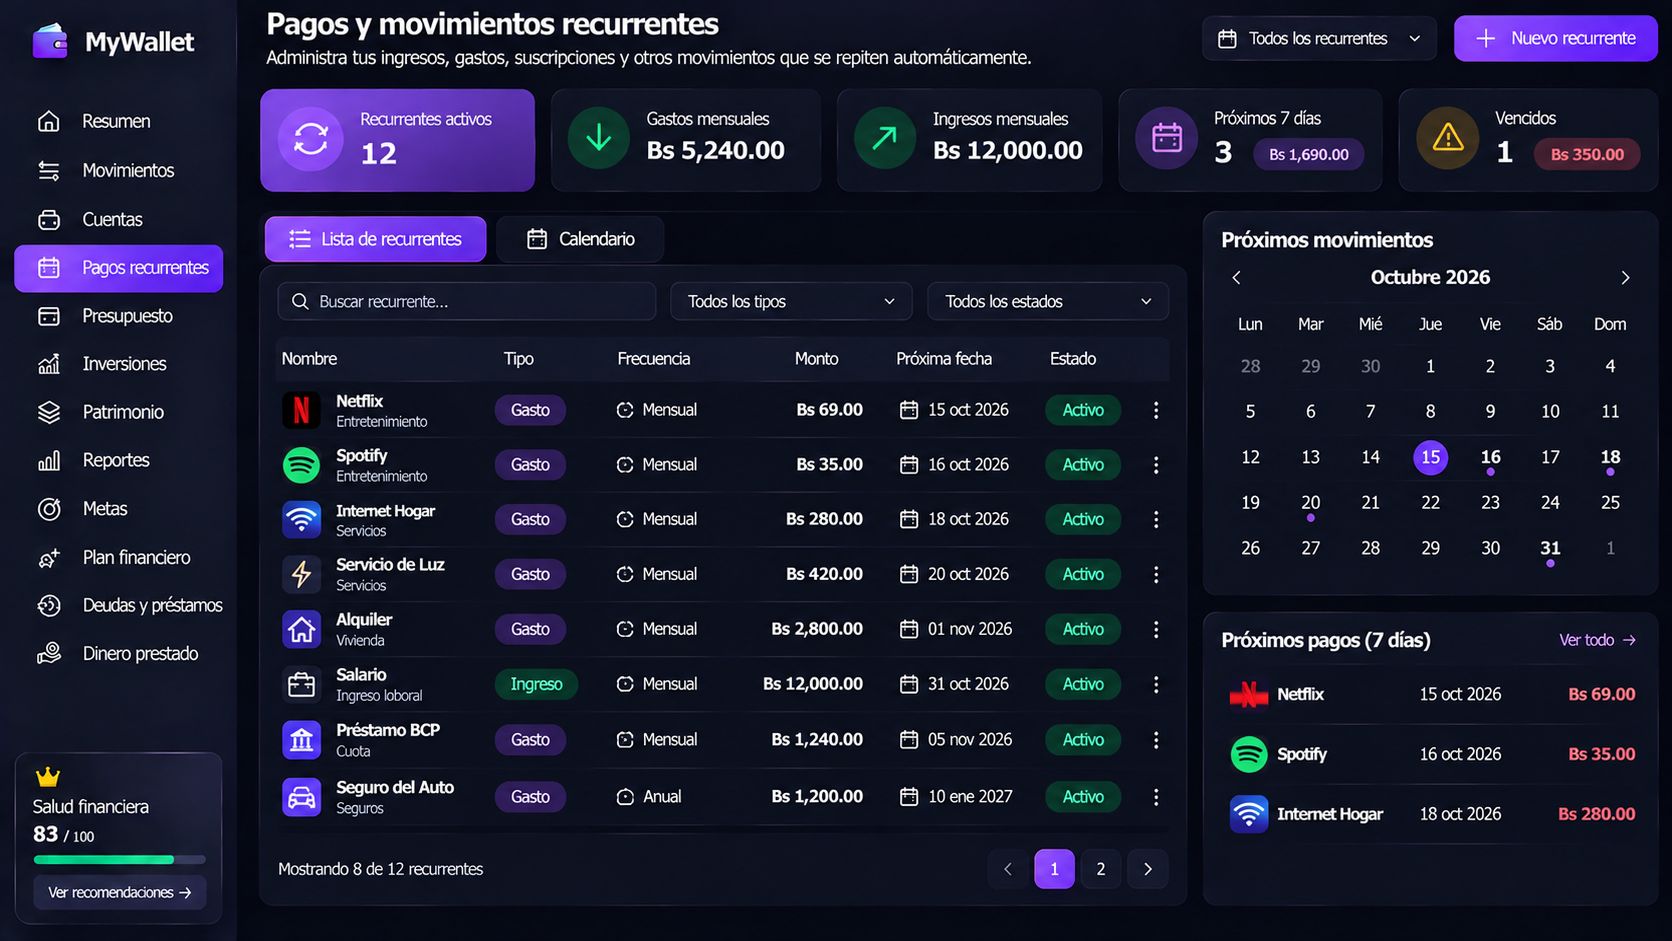 MyWallet
Resumen
Movimientos
Cuentas
Pagos recurrentes
Presupuesto
Inversiones
Patrimonio
Reportes
Metas
Plan financiero
Deudas y préstamos
Dinero prestado
Salud financiera
83 / 100
Ver recomendaciones →
Pagos y movimientos recurrentes
Administra tus ingresos, gastos, suscripciones y otros movimientos que se repiten automáticamente.
Todos los recurrentes
+ Nuevo recurrente
Recurrentes activos
12
Gastos mensuales
Bs 5,240.00
Ingresos mensuales
Bs 12,000.00
Próximos 7 días
3 Bs 1,690.00
Vencidos
1 Bs 350.00
Lista de recurrentes
Calendario
Buscar recurrente...
Todos los tipos
Todos los estados
Nombre Tipo Frecuencia Monto Próxima fecha Estado
Netflix
Entretenimiento
Gasto Mensual Bs 69.00 15 oct 2026 Activo
Spotify
Entretenimiento
Gasto Mensual Bs 35.00 16 oct 2026 Activo
Internet Hogar
Servicios
Gasto Mensual Bs 280.00 18 oct 2026 Activo
Servicio de Luz
Servicios
Gasto Mensual Bs 420.00 20 oct 2026 Activo
Alquiler
Vivienda
Gasto Mensual Bs 2,800.00 01 nov 2026 Activo
Salario
Ingreso laboral
Ingreso Mensual Bs 12,000.00 31 oct 2026 Activo
Préstamo BCP
Cuota
Gasto Mensual Bs 1,240.00 05 nov 2026 Activo
Seguro del Auto
Seguros
Gasto Anual Bs 1,200.00 10 ene 2027 Activo
Mostrando 8 de 12 recurrentes
1 2
Próximos movimientos
Octubre 2026
Lun Mar Mié Jue Vie Sáb Dom
28 29 30 1 2 3 4
5 6 7 8 9 10 11
12 13 14 15 16 17 18
19 20 21 22 23 24 25
26 27 28 29 30 31 1
Próximos pagos (7 días)
Ver todo →
Netflix 15 oct 2026 Bs 69.00
Spotify 16 oct 2026 Bs 35.00
Internet Hogar 18 oct 2026 Bs 280.00